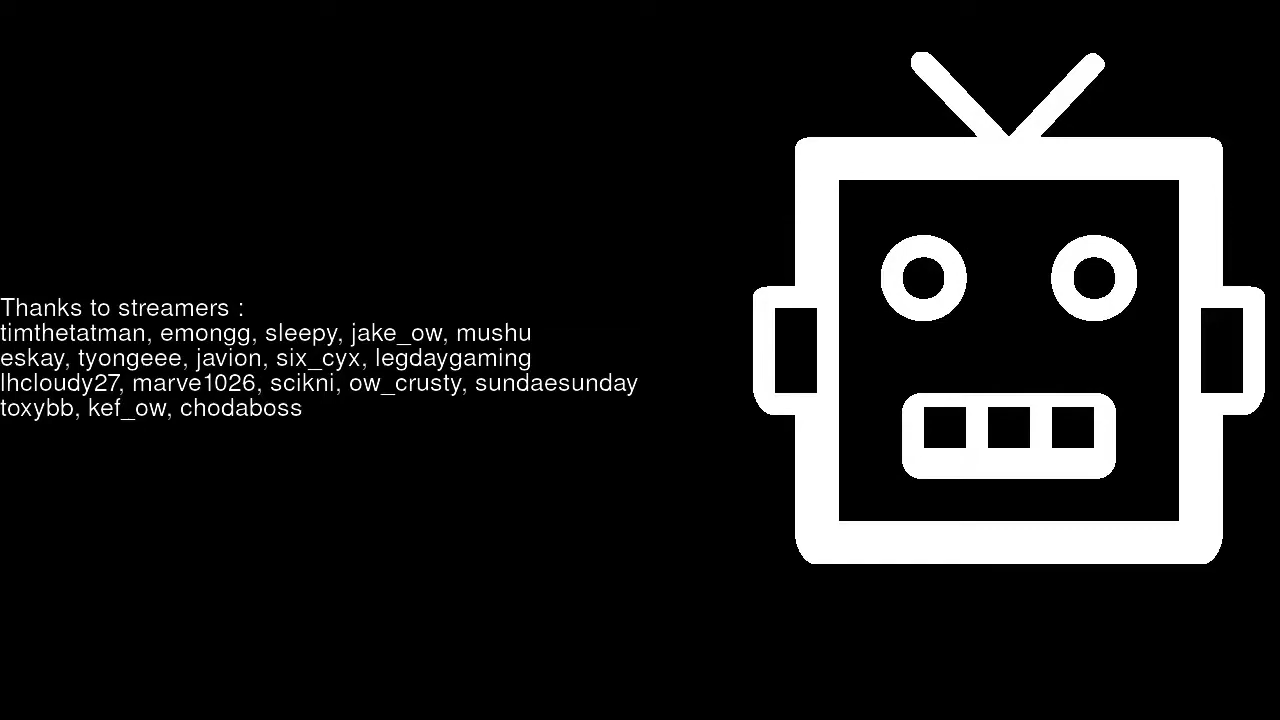 Thanks to streamers :
timthetatman, emongg, sleepy, jake_ow, mushu
eskay, tyongeee, javion, six_cyx, legdaygaming
lhcloudy27, marve1026, scikni, ow_crusty, sundaesunday
toxybb, kef_ow, chodaboss